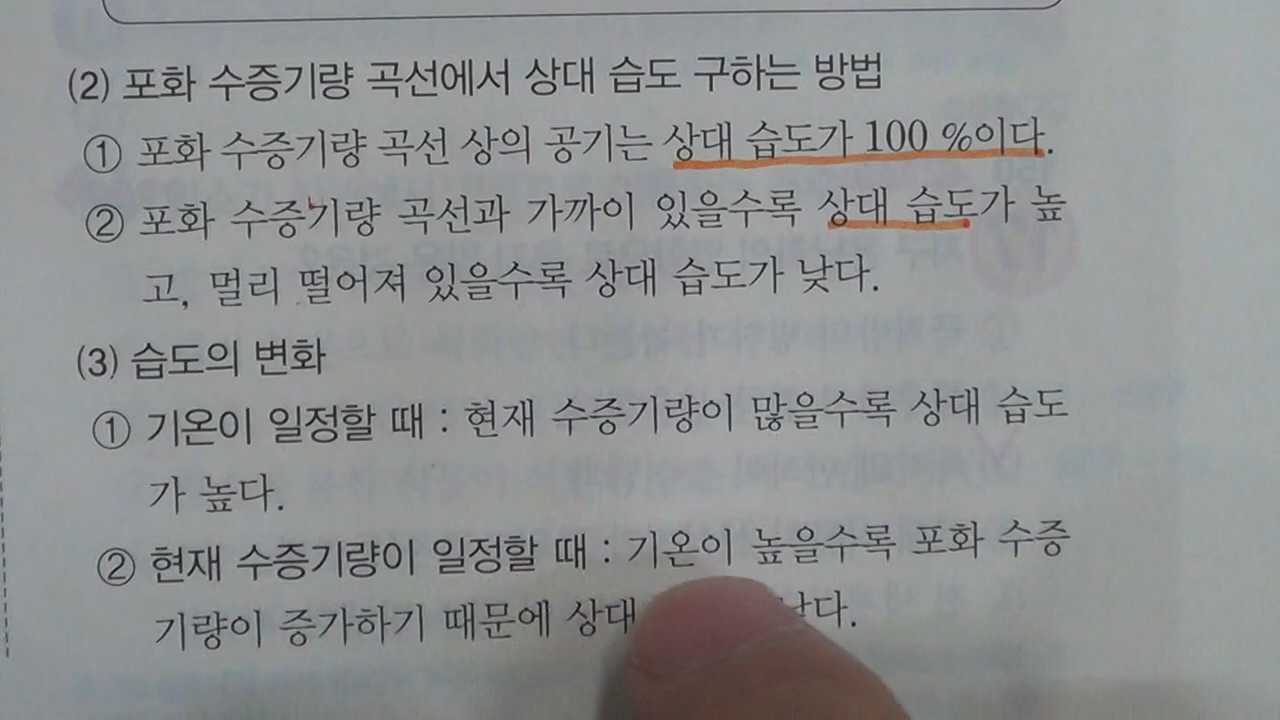 (2) 포화 수증기량 곡선에서 상대 습도 구하는 방법
① 포화 수증기량 곡선 상의 공기는 상대 습도가 100 %이다.
② 포화 수증기량 곡선과 가까이 있을수록 상대 습도가 높
고, 멀리 떨어져 있을수록 상대 습도가 낮다.
(3) 습도의 변화
① 기온이 일정할 때 : 현재 수증기량이 많을수록 상대 습도
가 높다.
② 현재 수증기량이 일정할 때 : 기온이 높을수록 포화 수증
기량이 증가하기 때문에 상대